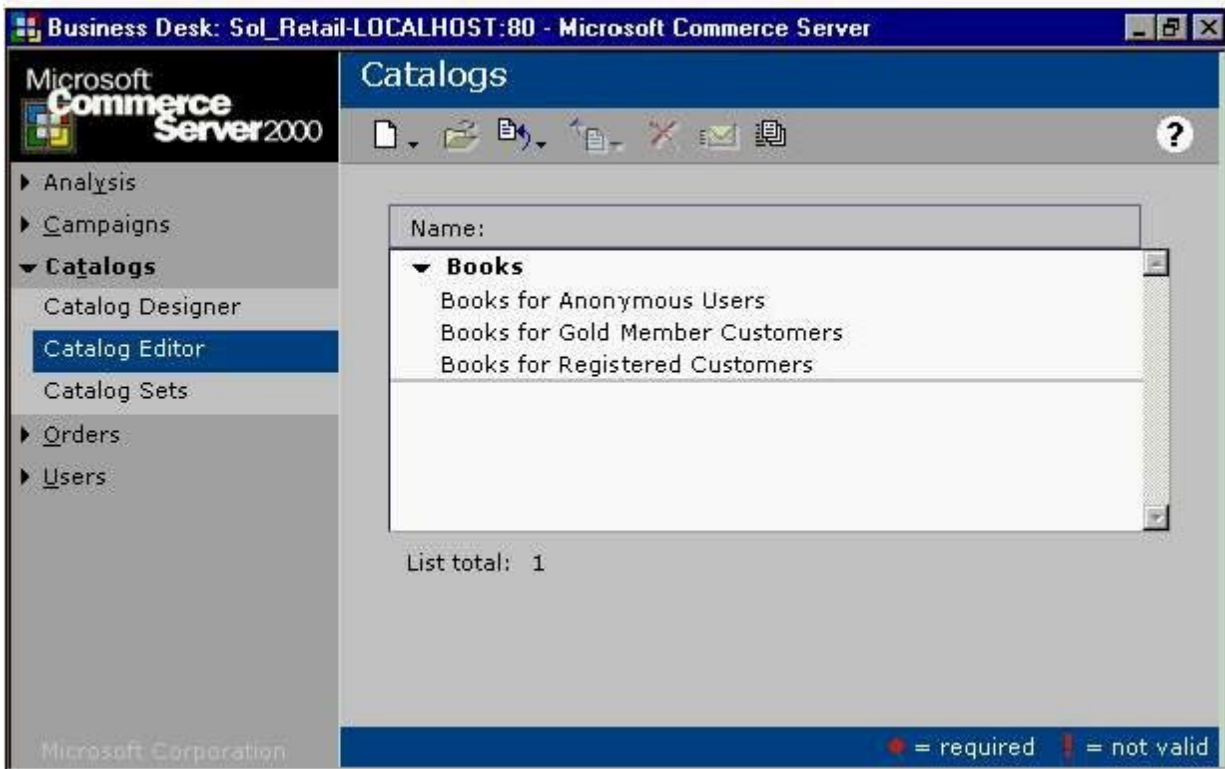 Business Desk: Sol_Retail-LOCALHOST:80 - Microsoft Commerce Server
Microsoft
Commerce
Server2000
Catalogs
?
Analysis
Campaigns
Catalogs
Catalog Designer
Catalog Editor
Catalog Sets
Orders
Users
Name:
Books
Books for Anonymous Users
Books for Gold Member Customers
Books for Registered Customers
List total: 1
Microsoft Corporation
= required ! = not valid